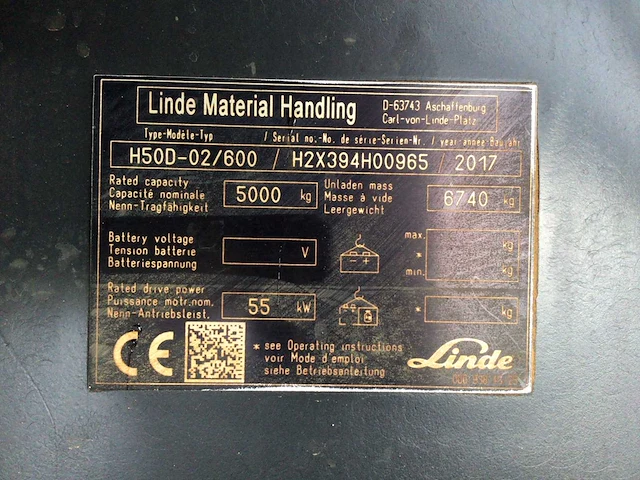 Linde Material Handling
D-63743 Aschaffenburg
Carl-von-Linde-Platz
Type-Modèle-Typ / Serial no.-No. de série-Serien-Nr. / year-année-Baujahr
H50D-02/600 / H2X394H00965 / 2017
Rated capacity
Capacité nominale
Nenn-Tragfähigkeit
5000 kg
Unladen mass
Masse à vide
Leergewicht
6740 kg
Battery voltage
Tension batterie
Batteriespannung
V
- +
max.
*
min.
kg
kg
Rated drive power
Puissance motr.nom.
Nenn-Antriebsleist.
55 kW
* kg
CE
* see Operating instructions
voir Mode d'emploi
siehe Betriebsanleitung
Linde